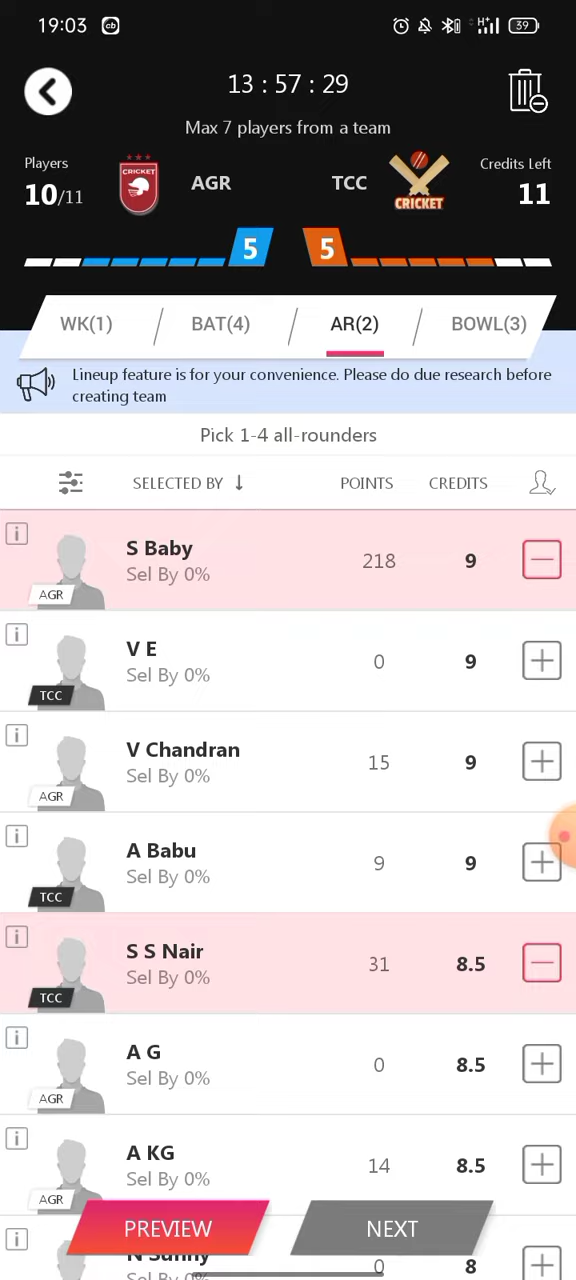 19:03 cb H+ 39
13 : 57 : 29
Max 7 players from a team
Players
10/11
CRICKET
AGR
TCC
CRICKET
Credits Left
11
5
5
WK(1)
BAT(4)
AR(2)
BOWL(3)
Lineup feature is for your convenience. Please do due research before
creating team
Pick 1-4 all-rounders
SELECTED BY ↓ POINTS CREDITS
i
S Baby
Sel By 0%
AGR
218
9
i
V E
Sel By 0%
TCC
0
9
i
V Chandran
Sel By 0%
AGR
15
9
i
A Babu
Sel By 0%
TCC
9
9
i
S S Nair
Sel By 0%
TCC
31
8.5
i
A G
Sel By 0%
AGR
0
8.5
i
A KG
Sel By 0%
AGR
14
8.5
PREVIEW
NEXT
i
N Sunny
Sel By 0%
0
8